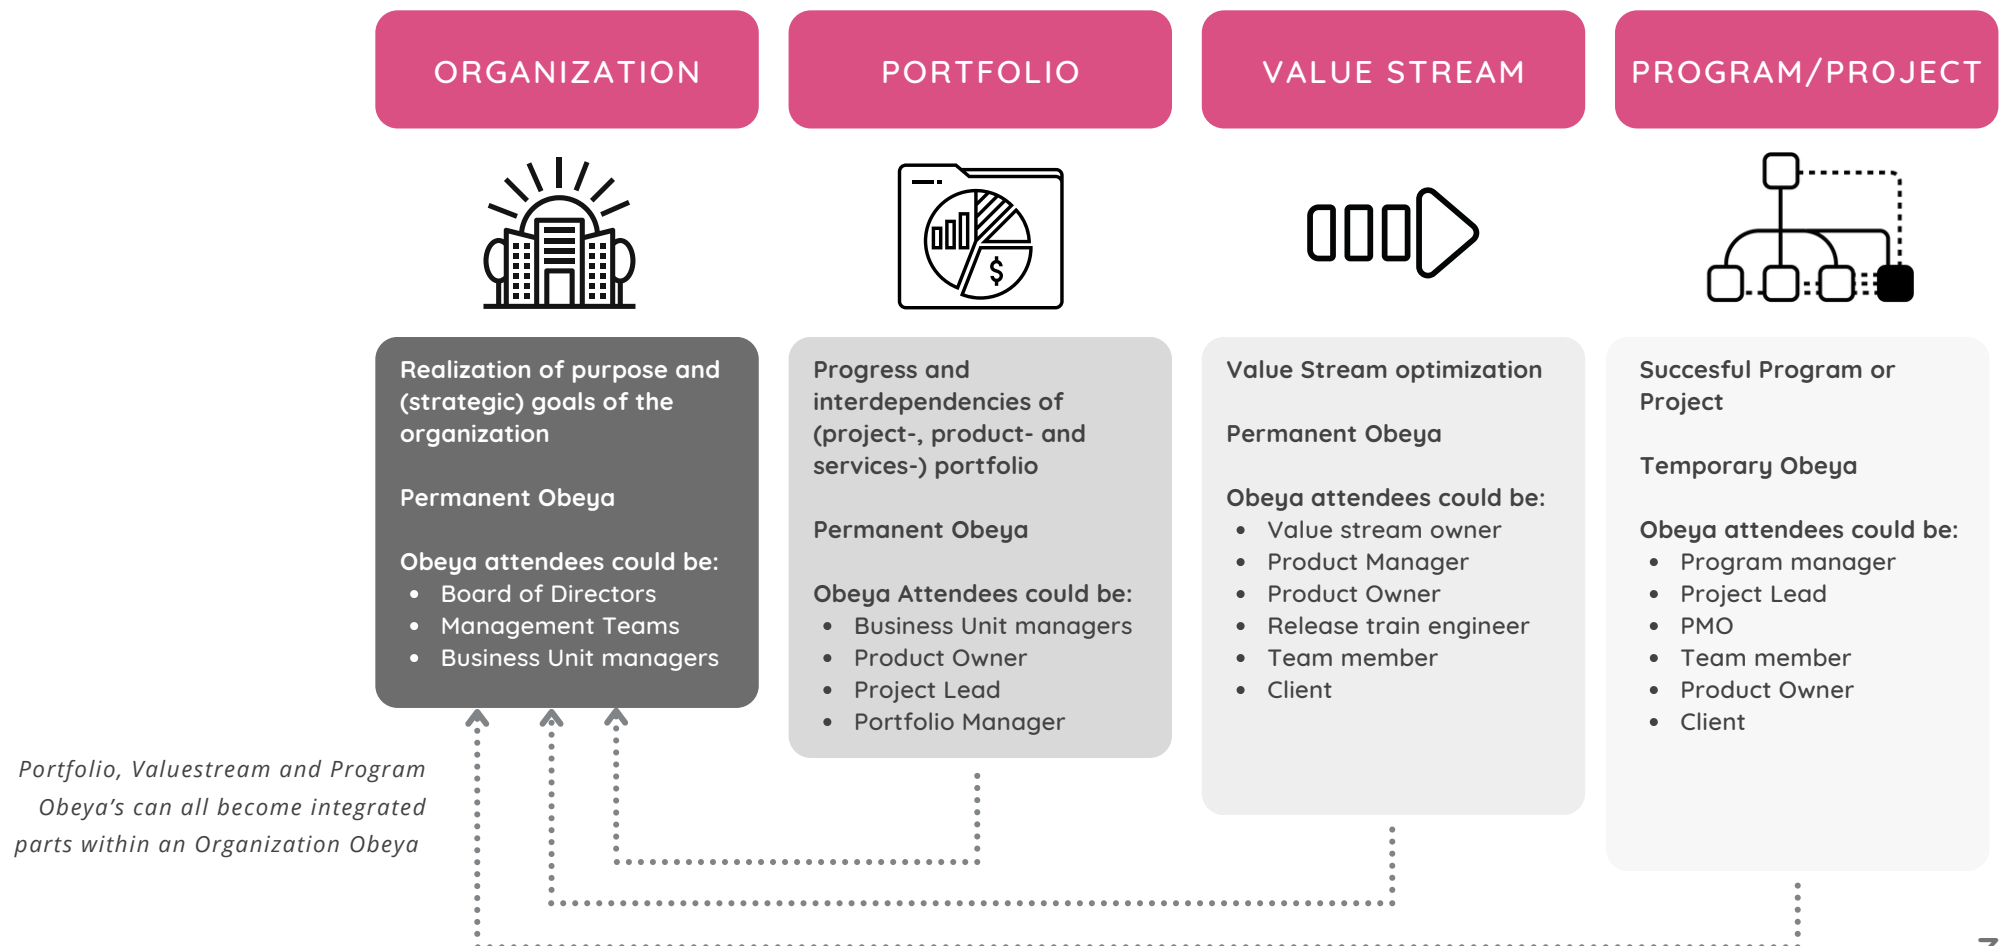 ORGANIZATION
PORTFOLIO
VALUE STREAM
PROGRAM/PROJECT
$
Realization of purpose and
(strategic) goals of the
organization
Permanent Obeya
Obeya attendees could be:
• Board of Directors
• Management Teams
• Business Unit managers
Progress and
interdependencies of
(project-, product- and
services-) portfolio
Permanent Obeya
Obeya Attendees could be:
• Business Unit managers
• Product Owner
• Project Lead
• Portfolio Manager
Value Stream optimization
Permanent Obeya
Obeya attendees could be:
• Value stream owner
• Product Manager
• Product Owner
• Release train engineer
• Team member
• Client
Succesful Program or
Project
Temporary Obeya
Obeya attendees could be:
• Program manager
• Project Lead
• PMO
• Team member
• Product Owner
• Client
Portfolio, Valuestream and Program
Obeya’s can all become integrated
parts within an Organization Obeya